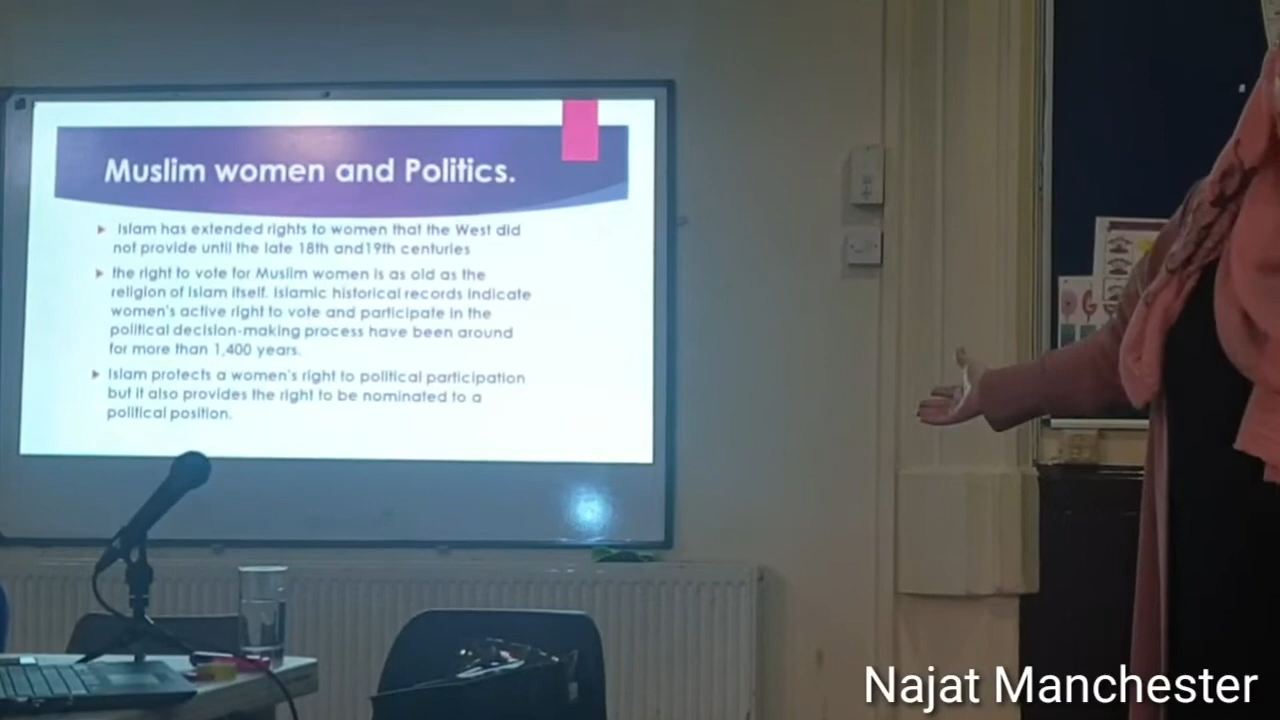 Muslim women and Politics.
Islam has extended rights to women that the West did
not provide until the late 18th and19th centuries
the right to vote for Muslim women is as old as the
religion of Islam itself. Islamic historical records indicate
women's active right to vote and participate in the
political decision-making process have been around
for more than 1,400 years.
Islam protects a women's right to political participation
but it also provides the right to be nominated to a
political position.
Najat Manchester